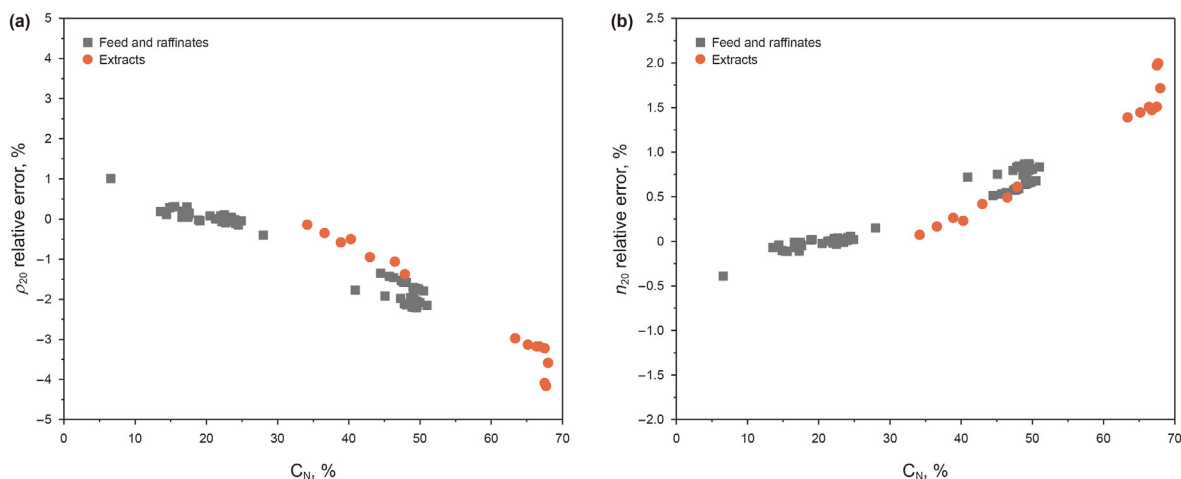 (a)
5
4
3
2
1
0
–1
–2
–3
–4
–5
ρ20 relative error, %
Feed and raffinates
Extracts
0 10 20 30 40 50 60 70
CN, %
(b)
2.5
2.0
1.5
1.0
0.5
0
–0.5
–1.0
–1.5
–2.0
n20 relative error, %
Feed and raffinates
Extracts
0 10 20 30 40 50 60 70
CN, %